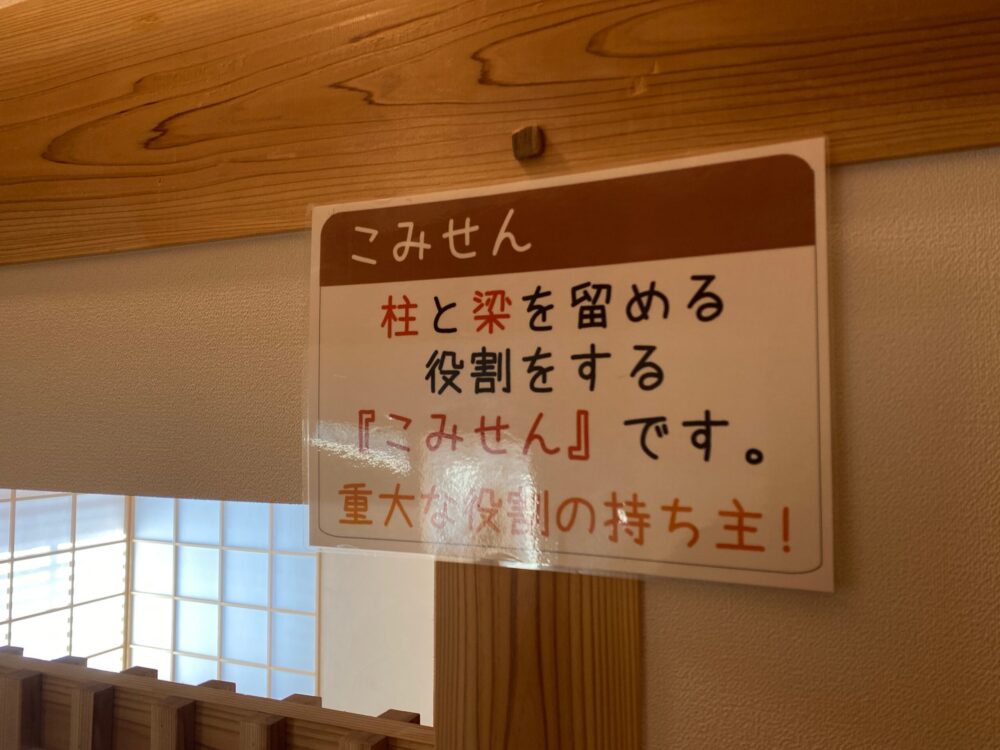 こみせん
柱と梁を留める
役割をする
『こみせん』です。
重大な役割の持ち主!